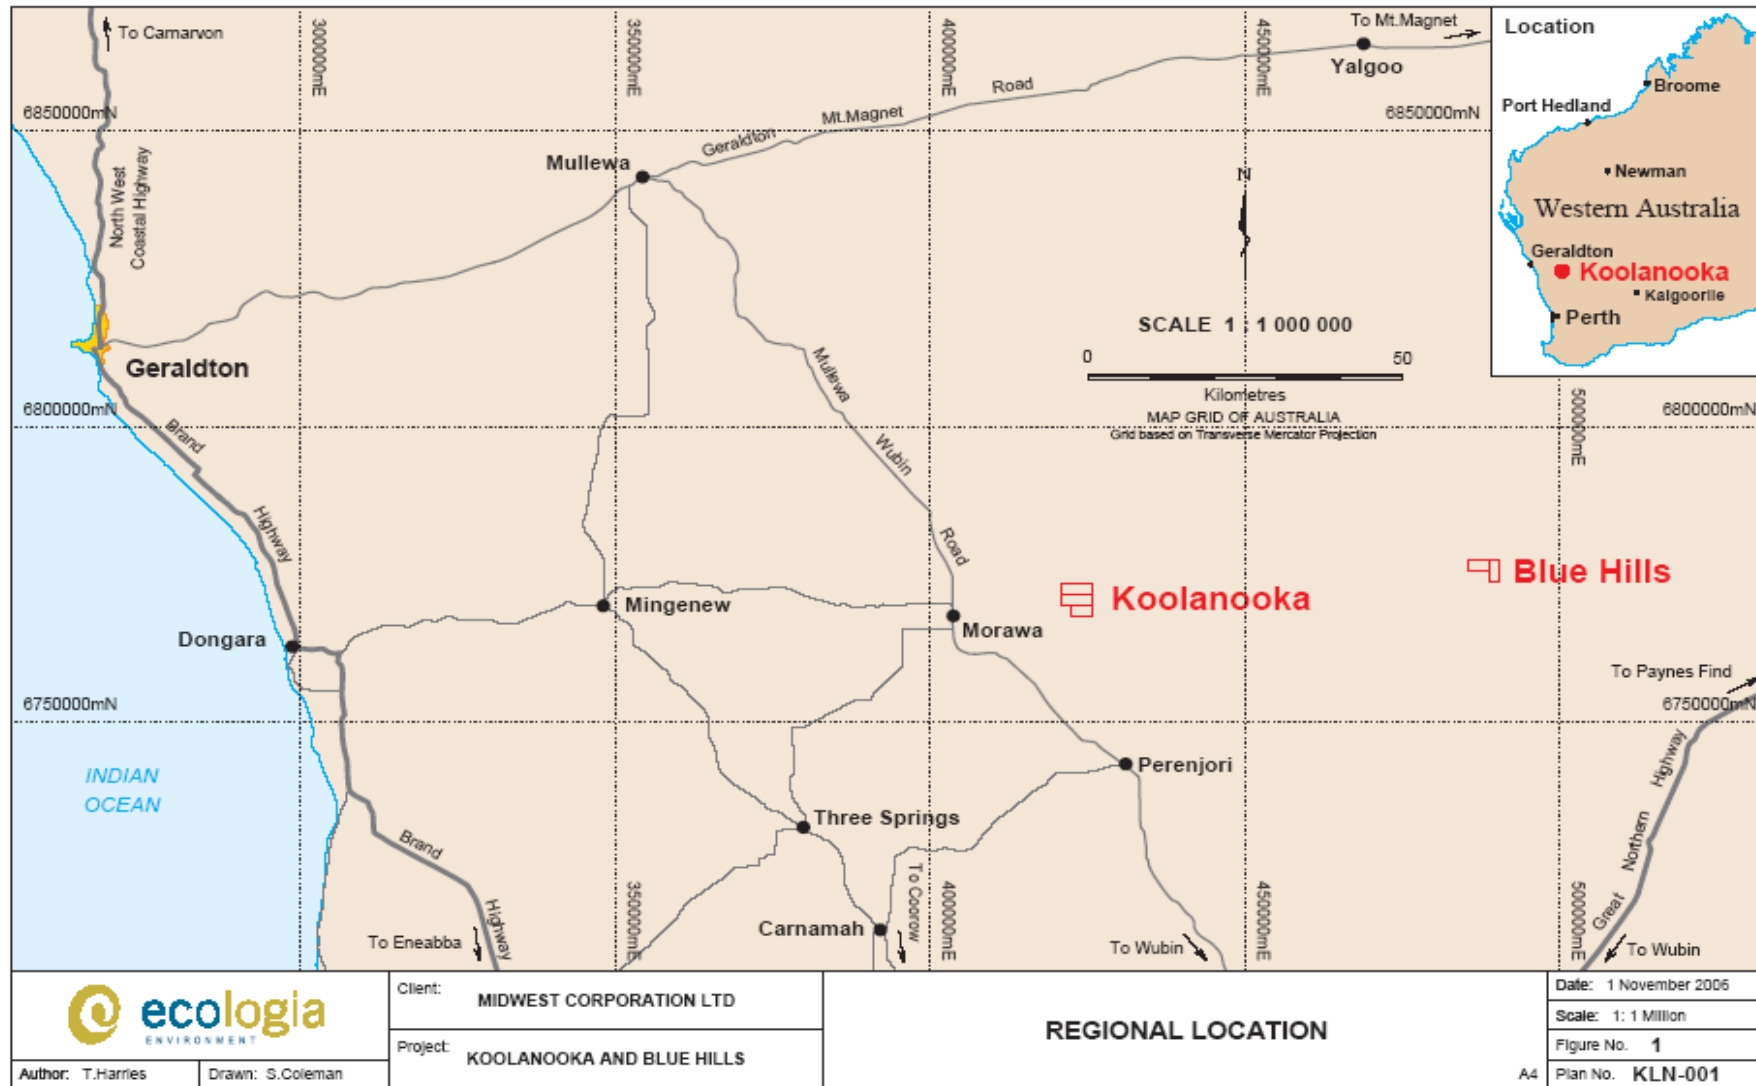 To Carnarvon
300000mE
350000mE
400000mE
450000mE
To Mt.Magnet
Yalgoo
6850000mN
6850000mN
North West
Coastal Highway
Mullewa
Geraldton
Mt.Magnet
Road
N
SCALE 1 : 1 000 000
0
50
Kilometres
MAP GRID OF AUSTRALIA
Grid based on Transverse Mercator Projection
Location
Broome
Port Hedland
Newman
Western Australia
Geraldton
Koolanooka
Kalgoorlie
Perth
Geraldton
6800000mN
6800000mN
500000mE
Brand
Highway
Mullewa
Wubin
Road
Blue Hills
Koolanooka
Mingenew
Morawa
Dongara
To Paynes Find
6750000mN
6750000mN
INDIAN
OCEAN
Perenjori
Three Springs
Brand
Highway
Great
Northern
Highway
To Coorow
350000mE
400000mE
450000mE
500000mE
Carnamah
To Eneabba
To Wubin
To Wubin
ecologia
ENVIRONMENT
Client:
MIDWEST CORPORATION LTD
Project:
KOOLANOOKA AND BLUE HILLS
Author: T.Harries
Drawn: S.Coleman
REGIONAL LOCATION
A4
Date: 1 November 2006
Scale: 1: 1 Million
Figure No. 1
Plan No. KLN-001